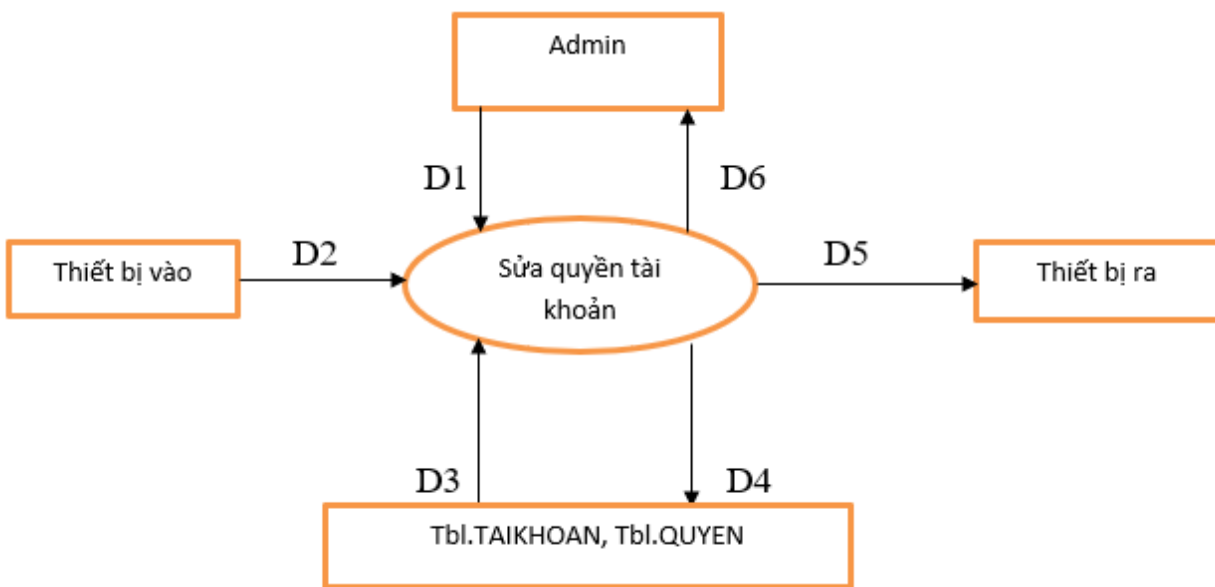 Admin
D1
D6
Thiết bị vào
D2
Sửa quyền tài
khoản
D5
Thiết bị ra
D3
D4
Tbl.TAIKHOAN, Tbl.QUYEN